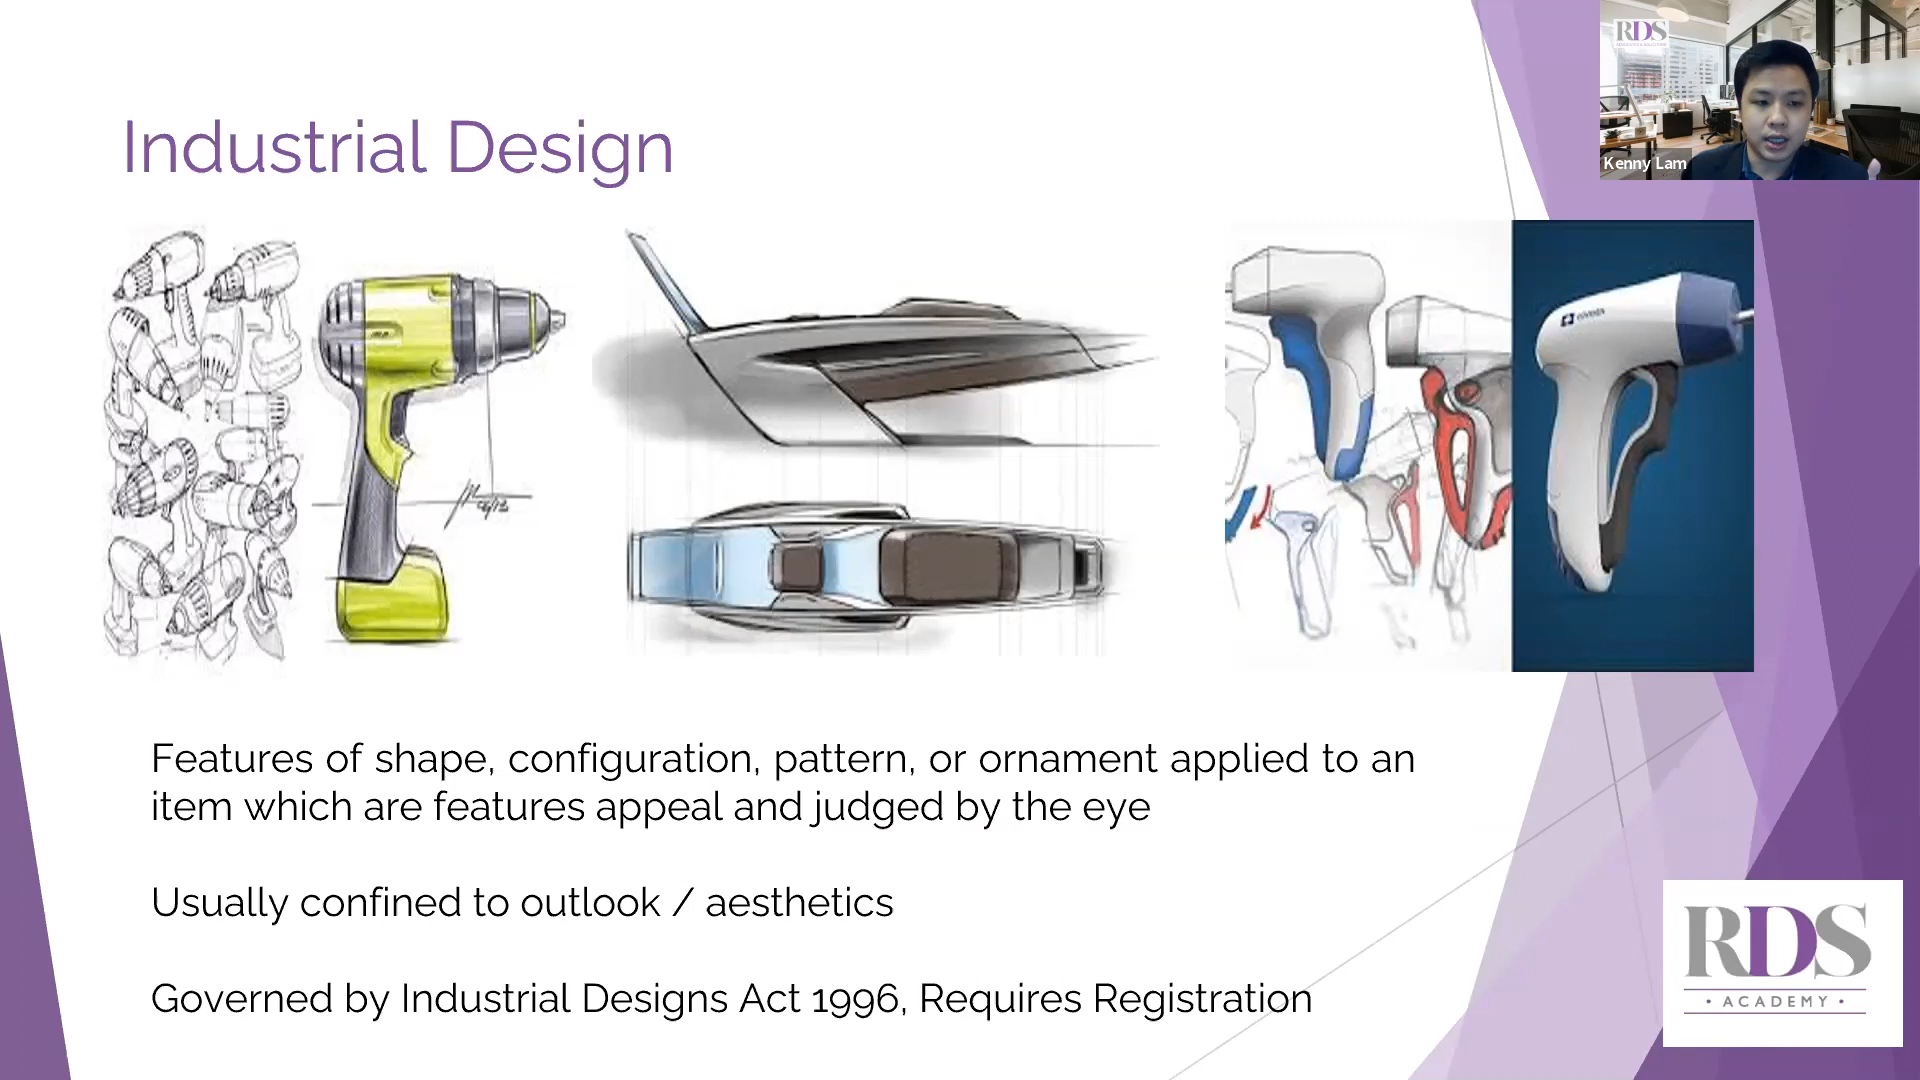 RDS
Kenny Lam
Industrial Design
Features of shape, configuration, pattern, or ornament applied to an
item which are features appeal and judged by the eye
Usually confined to outlook / aesthetics
Governed by Industrial Designs Act 1996, Requires Registration
RDS
• ACADEMY •